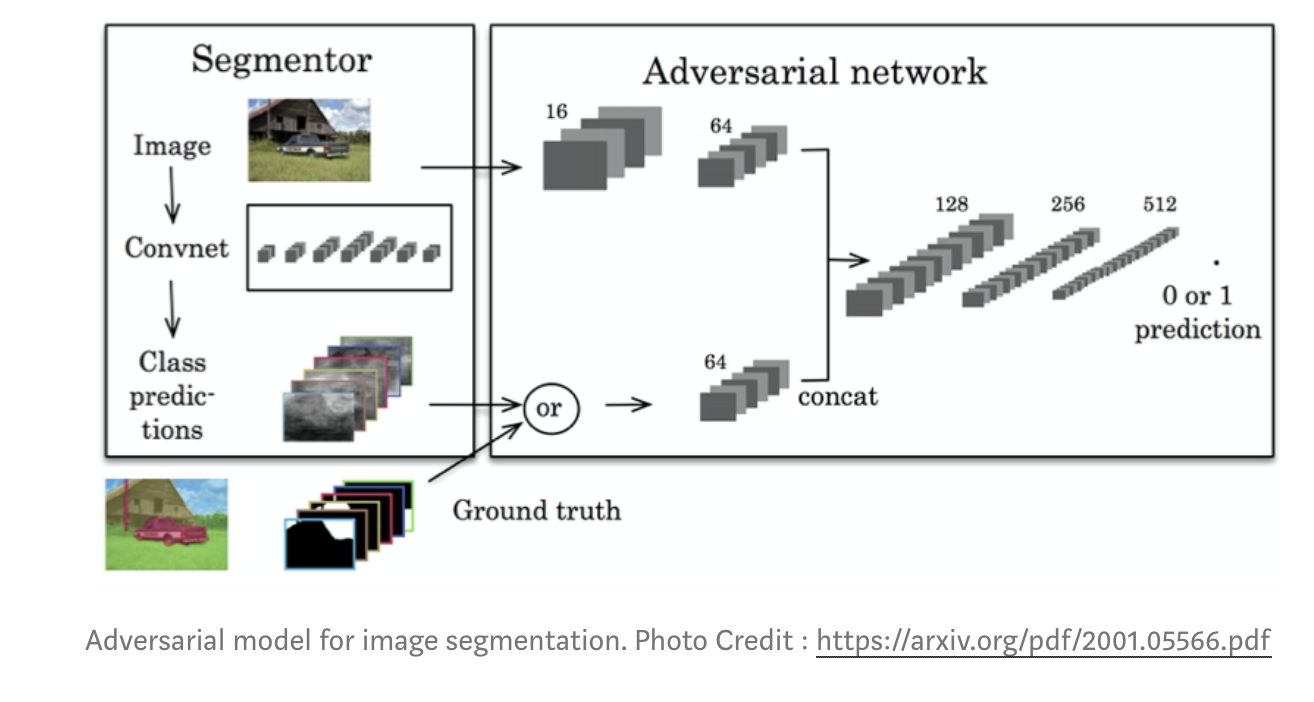 Segmentor
Image
Convnet
Class
predic-
tions
Adversarial network
16
64
128
256
512
0 or 1
prediction
64
concat
or
Ground truth
Adversarial model for image segmentation. Photo Credit : https://arxiv.org/pdf/2001.05566.pdf